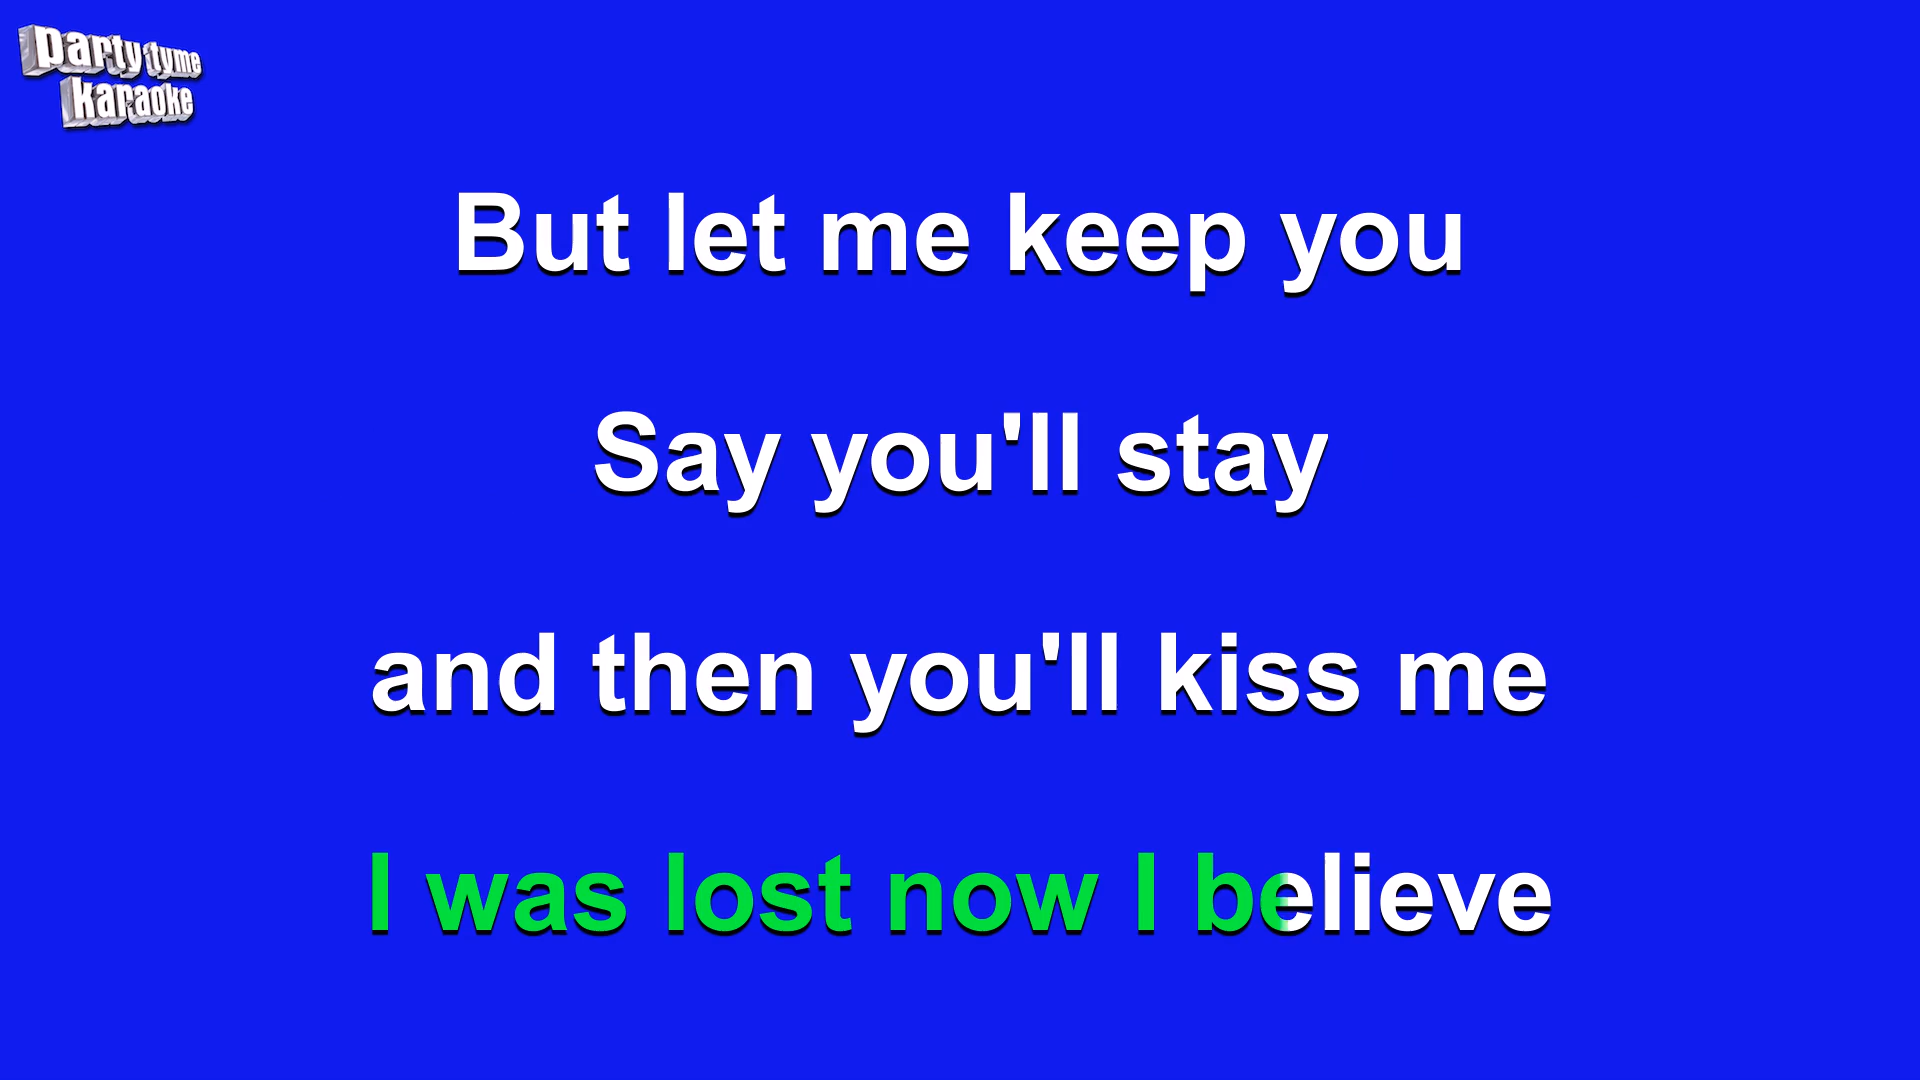 party tyme
karaoke
But let me keep you
Say you'll stay
and then you'll kiss me
I was lost now I believe